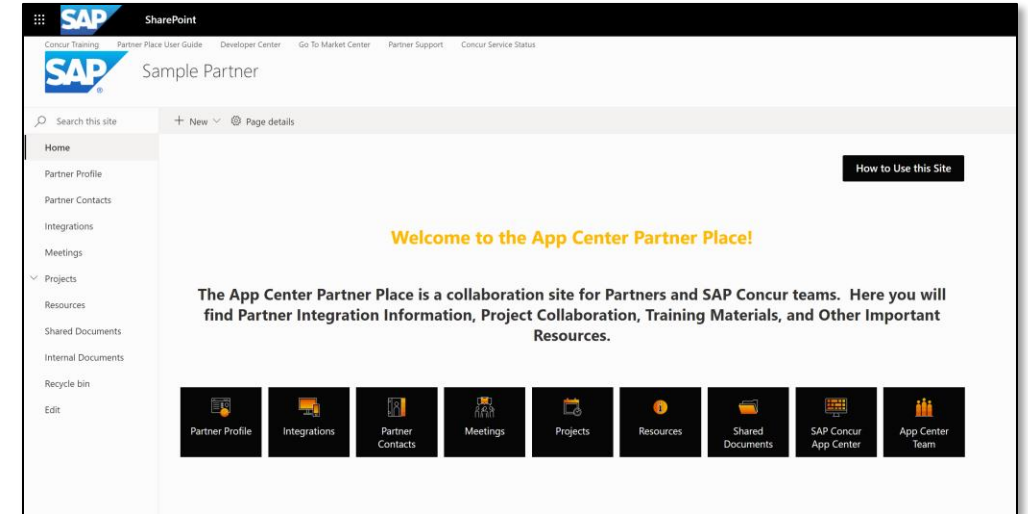 SAP SharePoint
Concur Training Partner Place User Guide Developer Center Go To Market Center Partner Support Concur Service Status
SAP ® Sample Partner
Search this site + New Page details
Home
How to Use this Site
Partner Profile
Partner Contacts
Integrations
Meetings
Projects
Resources
Shared Documents
Internal Documents
Recycle bin
Edit
Welcome to the App Center Partner Place!
The App Center Partner Place is a collaboration site for Partners and SAP Concur teams. Here you will
find Partner Integration Information, Project Collaboration, Training Materials, and Other Important
Resources.
Partner Profile
Integrations
Partner
Contacts
Meetings
Projects
Resources
Shared
Documents
SAP Concur
App Center
App Center
Team